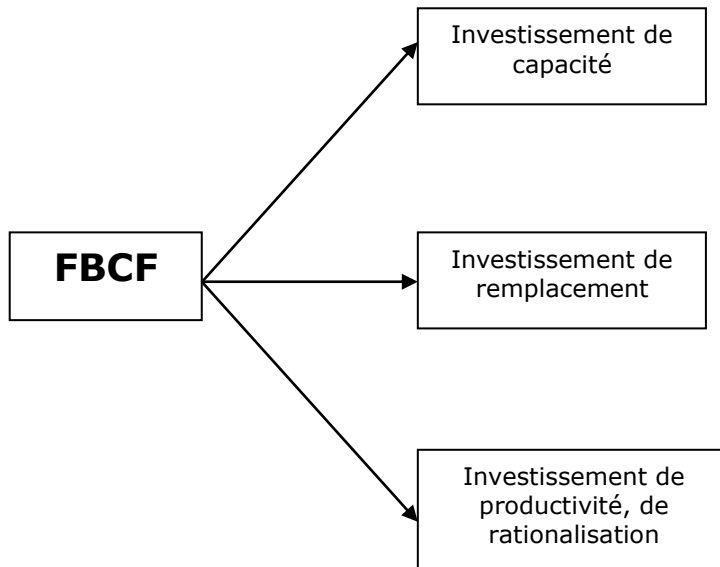 Investissement de
capacité
FBCF
Investissement de
remplacement
Investissement de
productivité, de
rationalisation